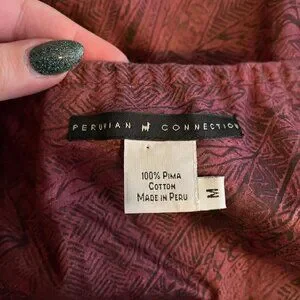 PERUVIAN CONNECTION
100% PIMA
COTTON
MADE IN PERU
M